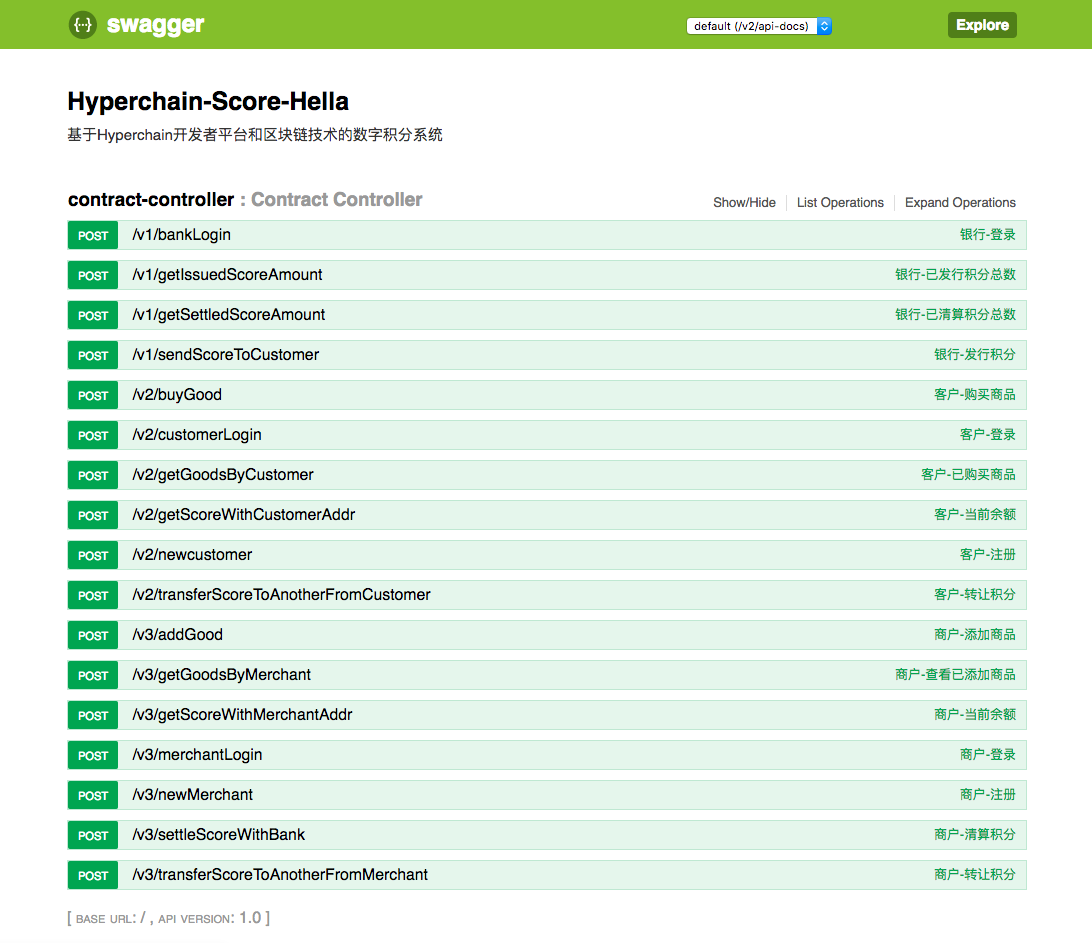 {···} swagger default (/v2/api-docs) Explore
Hyperchain-Score-Hella
基于Hyperchain开发者平台和区块链技术的数字积分系统
contract-controller : Contract Controller Show/Hide List Operations Expand Operations
POST /v1/bankLogin 银行-登录
POST /v1/getIssuedScoreAmount 银行-已发行积分总数
POST /v1/getSettledScoreAmount 银行-已清算积分总数
POST /v1/sendScoreToCustomer 银行-发行积分
POST /v2/buyGood 客户-购买商品
POST /v2/customerLogin 客户-登录
POST /v2/getGoodsByCustomer 客户-已购买商品
POST /v2/getScoreWithCustomerAddr 客户-当前余额
POST /v2/newcustomer 客户-注册
POST /v2/transferScoreToAnotherFromCustomer 客户-转让积分
POST /v3/addGood 商户-添加商品
POST /v3/getGoodsByMerchant 商户-查看已添加商品
POST /v3/getScoreWithMerchantAddr 商户-当前余额
POST /v3/merchantLogin 商户-登录
POST /v3/newMerchant 商户-注册
POST /v3/settleScoreWithBank 商户-清算积分
POST /v3/transferScoreToAnotherFromMerchant 商户-转让积分
[ BASE URL: / , API VERSION: 1.0 ]